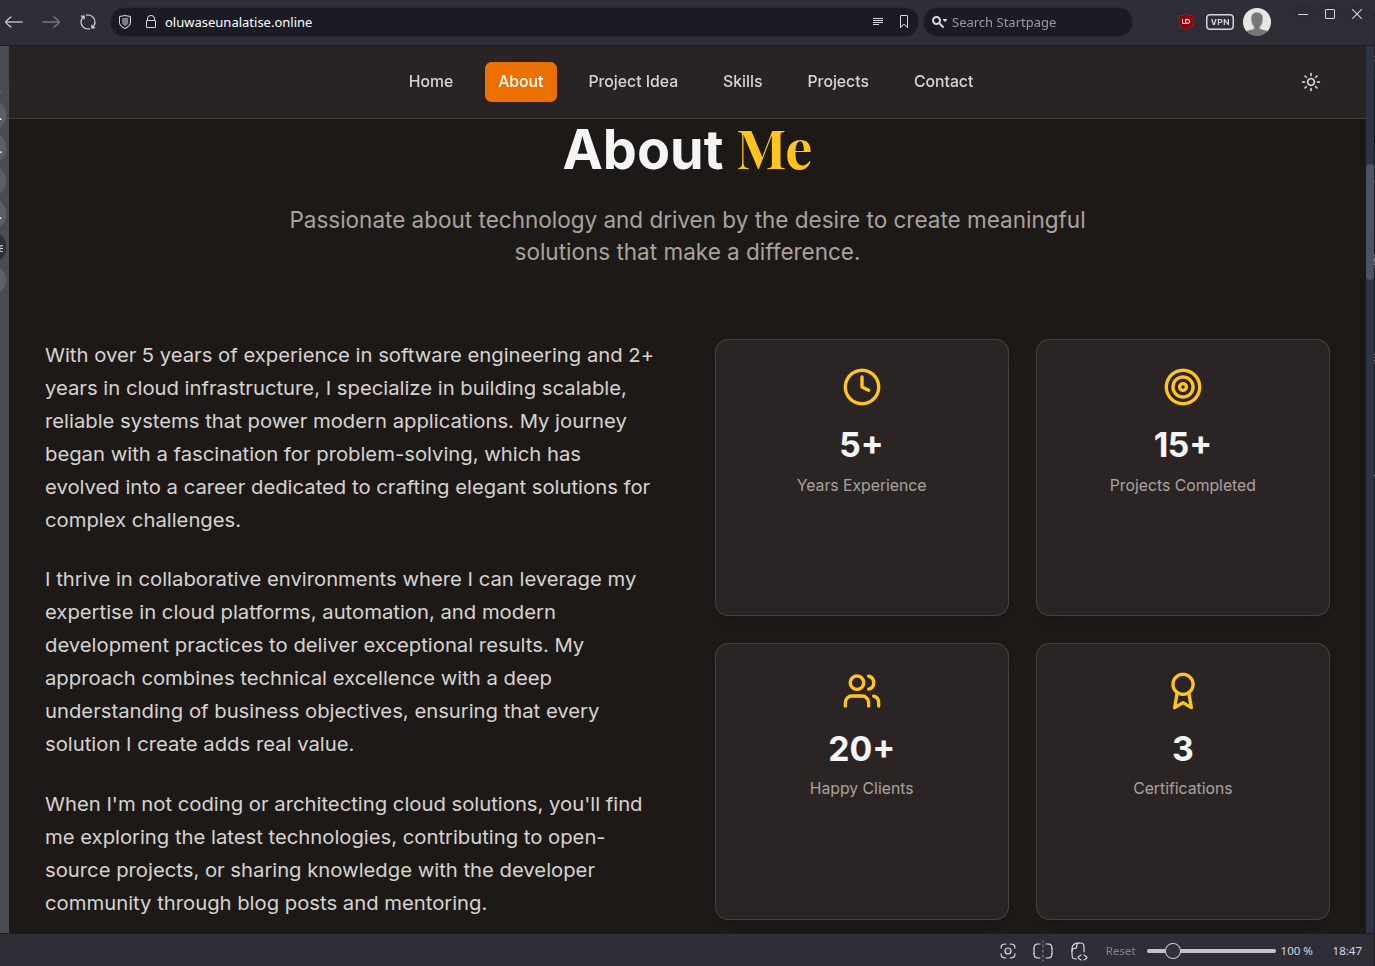 oluwaseunalatise.online
Search Startpage
VPN
Home
About
Project Idea
Skills
Projects
Contact
About Me
Passionate about technology and driven by the desire to create meaningful
solutions that make a difference.
With over 5 years of experience in software engineering and 2+
years in cloud infrastructure, I specialize in building scalable,
reliable systems that power modern applications. My journey
began with a fascination for problem-solving, which has
evolved into a career dedicated to crafting elegant solutions for
complex challenges.
I thrive in collaborative environments where I can leverage my
expertise in cloud platforms, automation, and modern
development practices to deliver exceptional results. My
approach combines technical excellence with a deep
understanding of business objectives, ensuring that every
solution I create adds real value.
When I'm not coding or architecting cloud solutions, you'll find
me exploring the latest technologies, contributing to open-
source projects, or sharing knowledge with the developer
community through blog posts and mentoring.
5+
Years Experience
15+
Projects Completed
20+
Happy Clients
3
Certifications
Reset
100 %
18:47